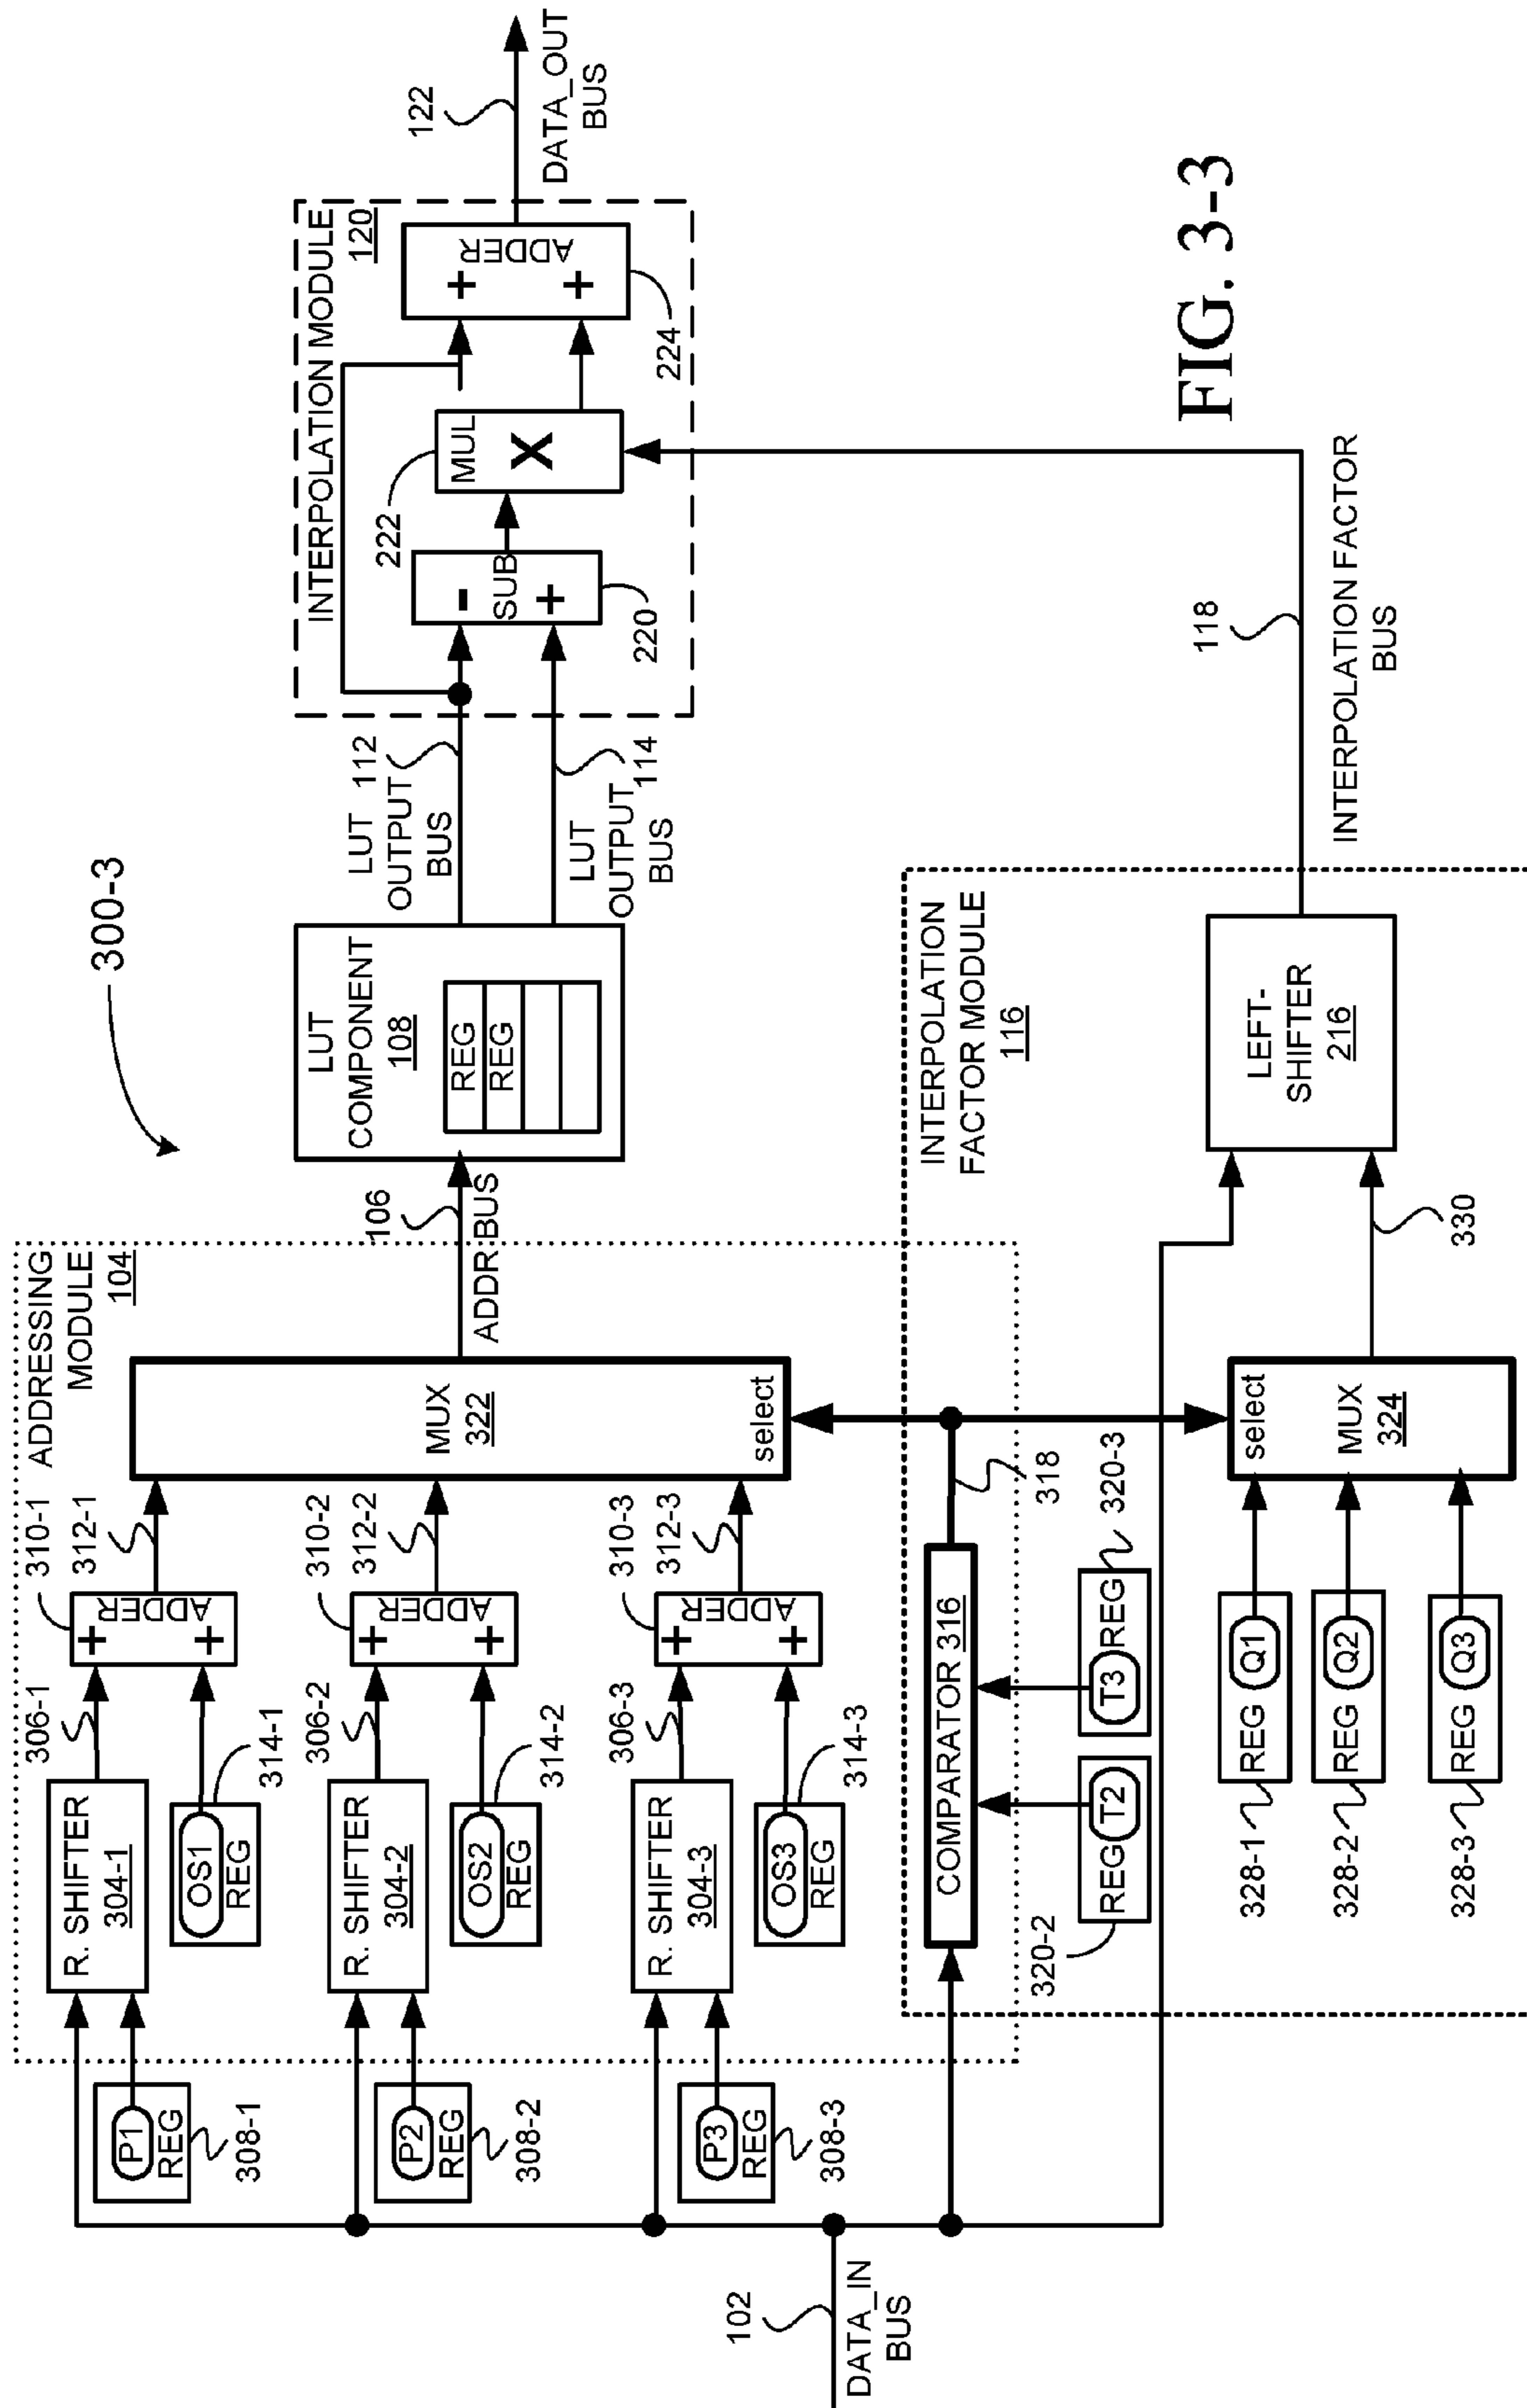 300-3
ADDRESSING
MODULE
104
310-1
312-1
306-1
R. SHIFTER
304-1
+
ADDER
+
P1
REG
308-1
OS1
REG
314-1
310-2
312-2
306-2
R. SHIFTER
304-2
+
ADDER
+
P2
REG
308-2
OS2
REG
314-2
310-3
312-3
306-3
R. SHIFTER
304-3
+
ADDER
+
P3
REG
308-3
OS3
REG
314-3
MUX
322
select
106
ADDR BUS
LUT
COMPONENT
108
REG
REG
LUT
OUTPUT
BUS
112
LUT
OUTPUT
BUS
114
INTERPOLATION MODULE
120
-
SUB
+
220
222
MUL
X
+
ADDER
+
224
122
DATA_OUT
BUS
102
DATA_IN
BUS
COMPARATOR 316
318
320-2
REG T2
T3 REG
320-3
INTERPOLATION
FACTOR MODULE
116
328-1
REG Q1
328-2
REG Q2
328-3
REG Q3
select
MUX
324
330
LEFT-
SHIFTER
216
118
INTERPOLATION FACTOR
BUS
FIG. 3-3